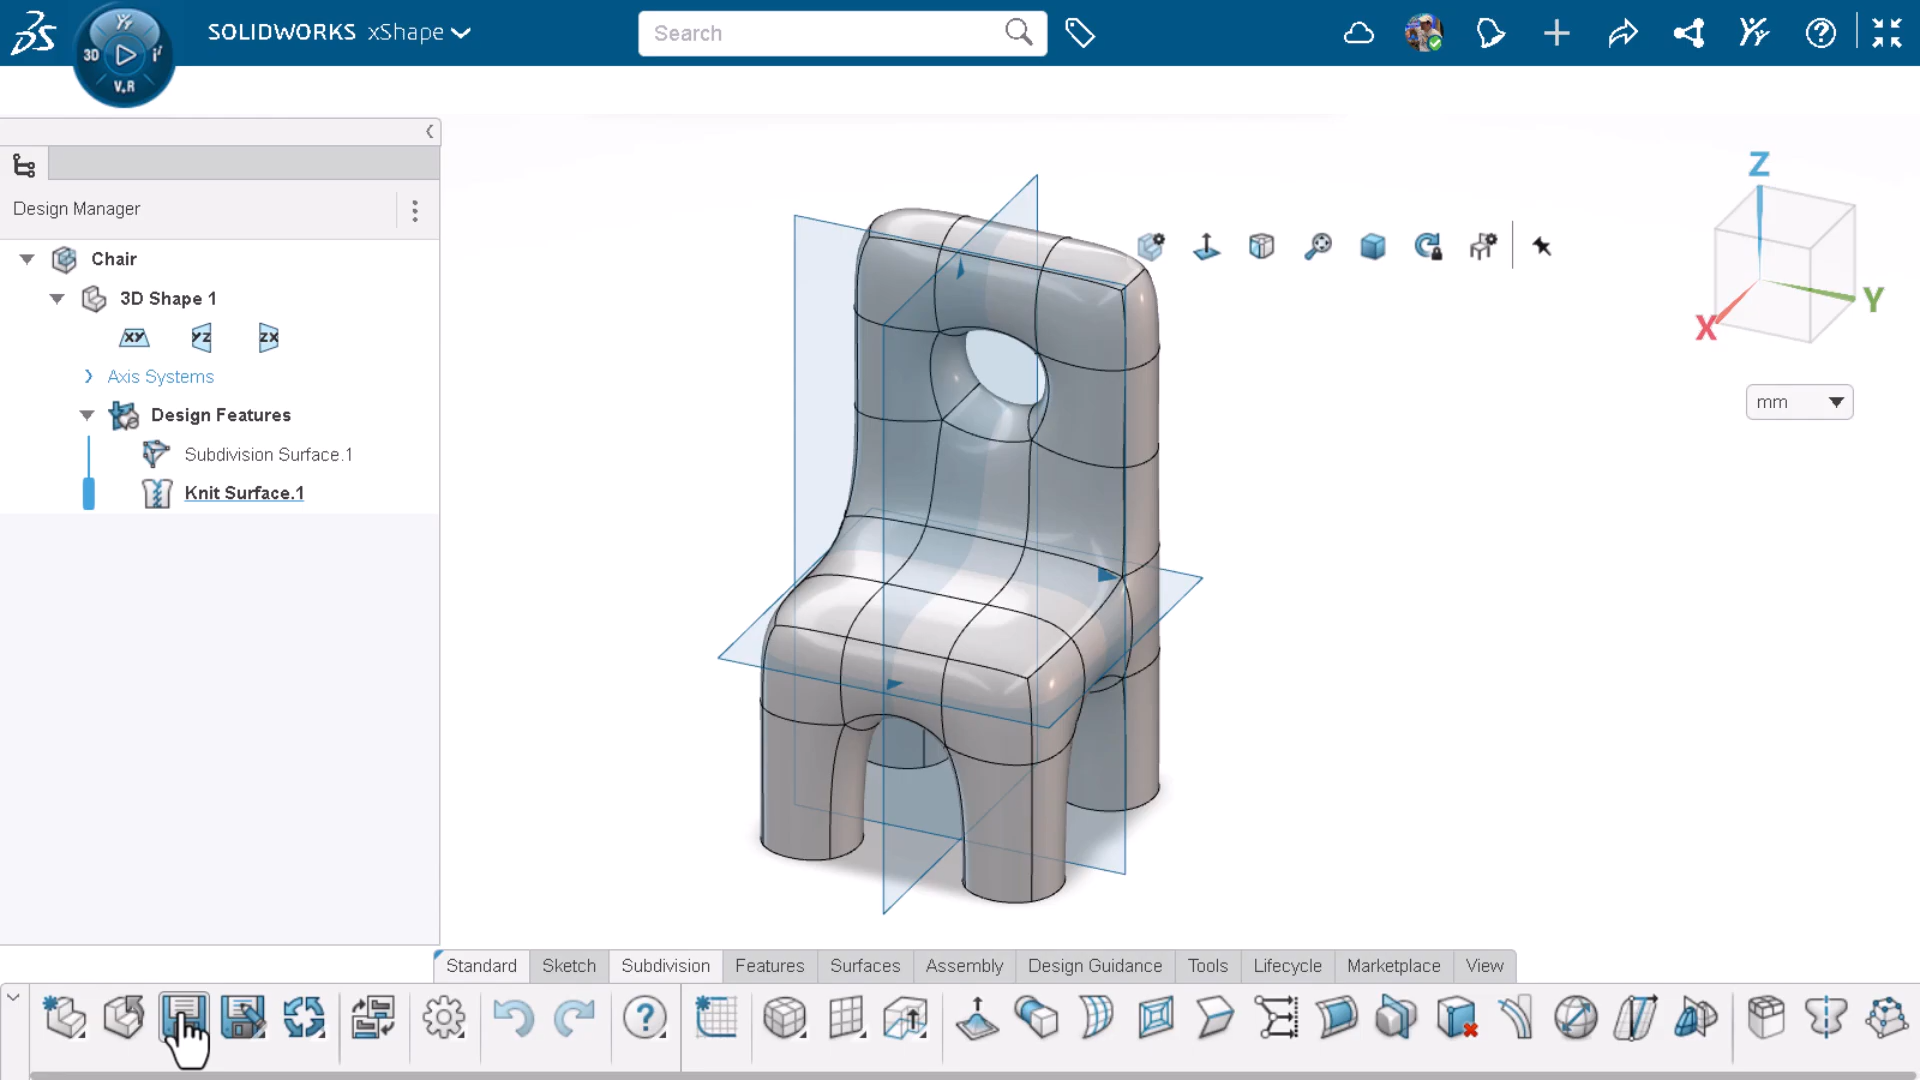 3D
V.R
SOLIDWORKS xShape
Search
Design Manager
Chair
3D Shape 1
XY YZ ZX
Axis Systems
Design Features
Subdivision Surface.1
Knit Surface.1
Z
Y
X
mm
Standard Sketch Subdivision Features Surfaces Assembly Design Guidance Tools Lifecycle Marketplace View